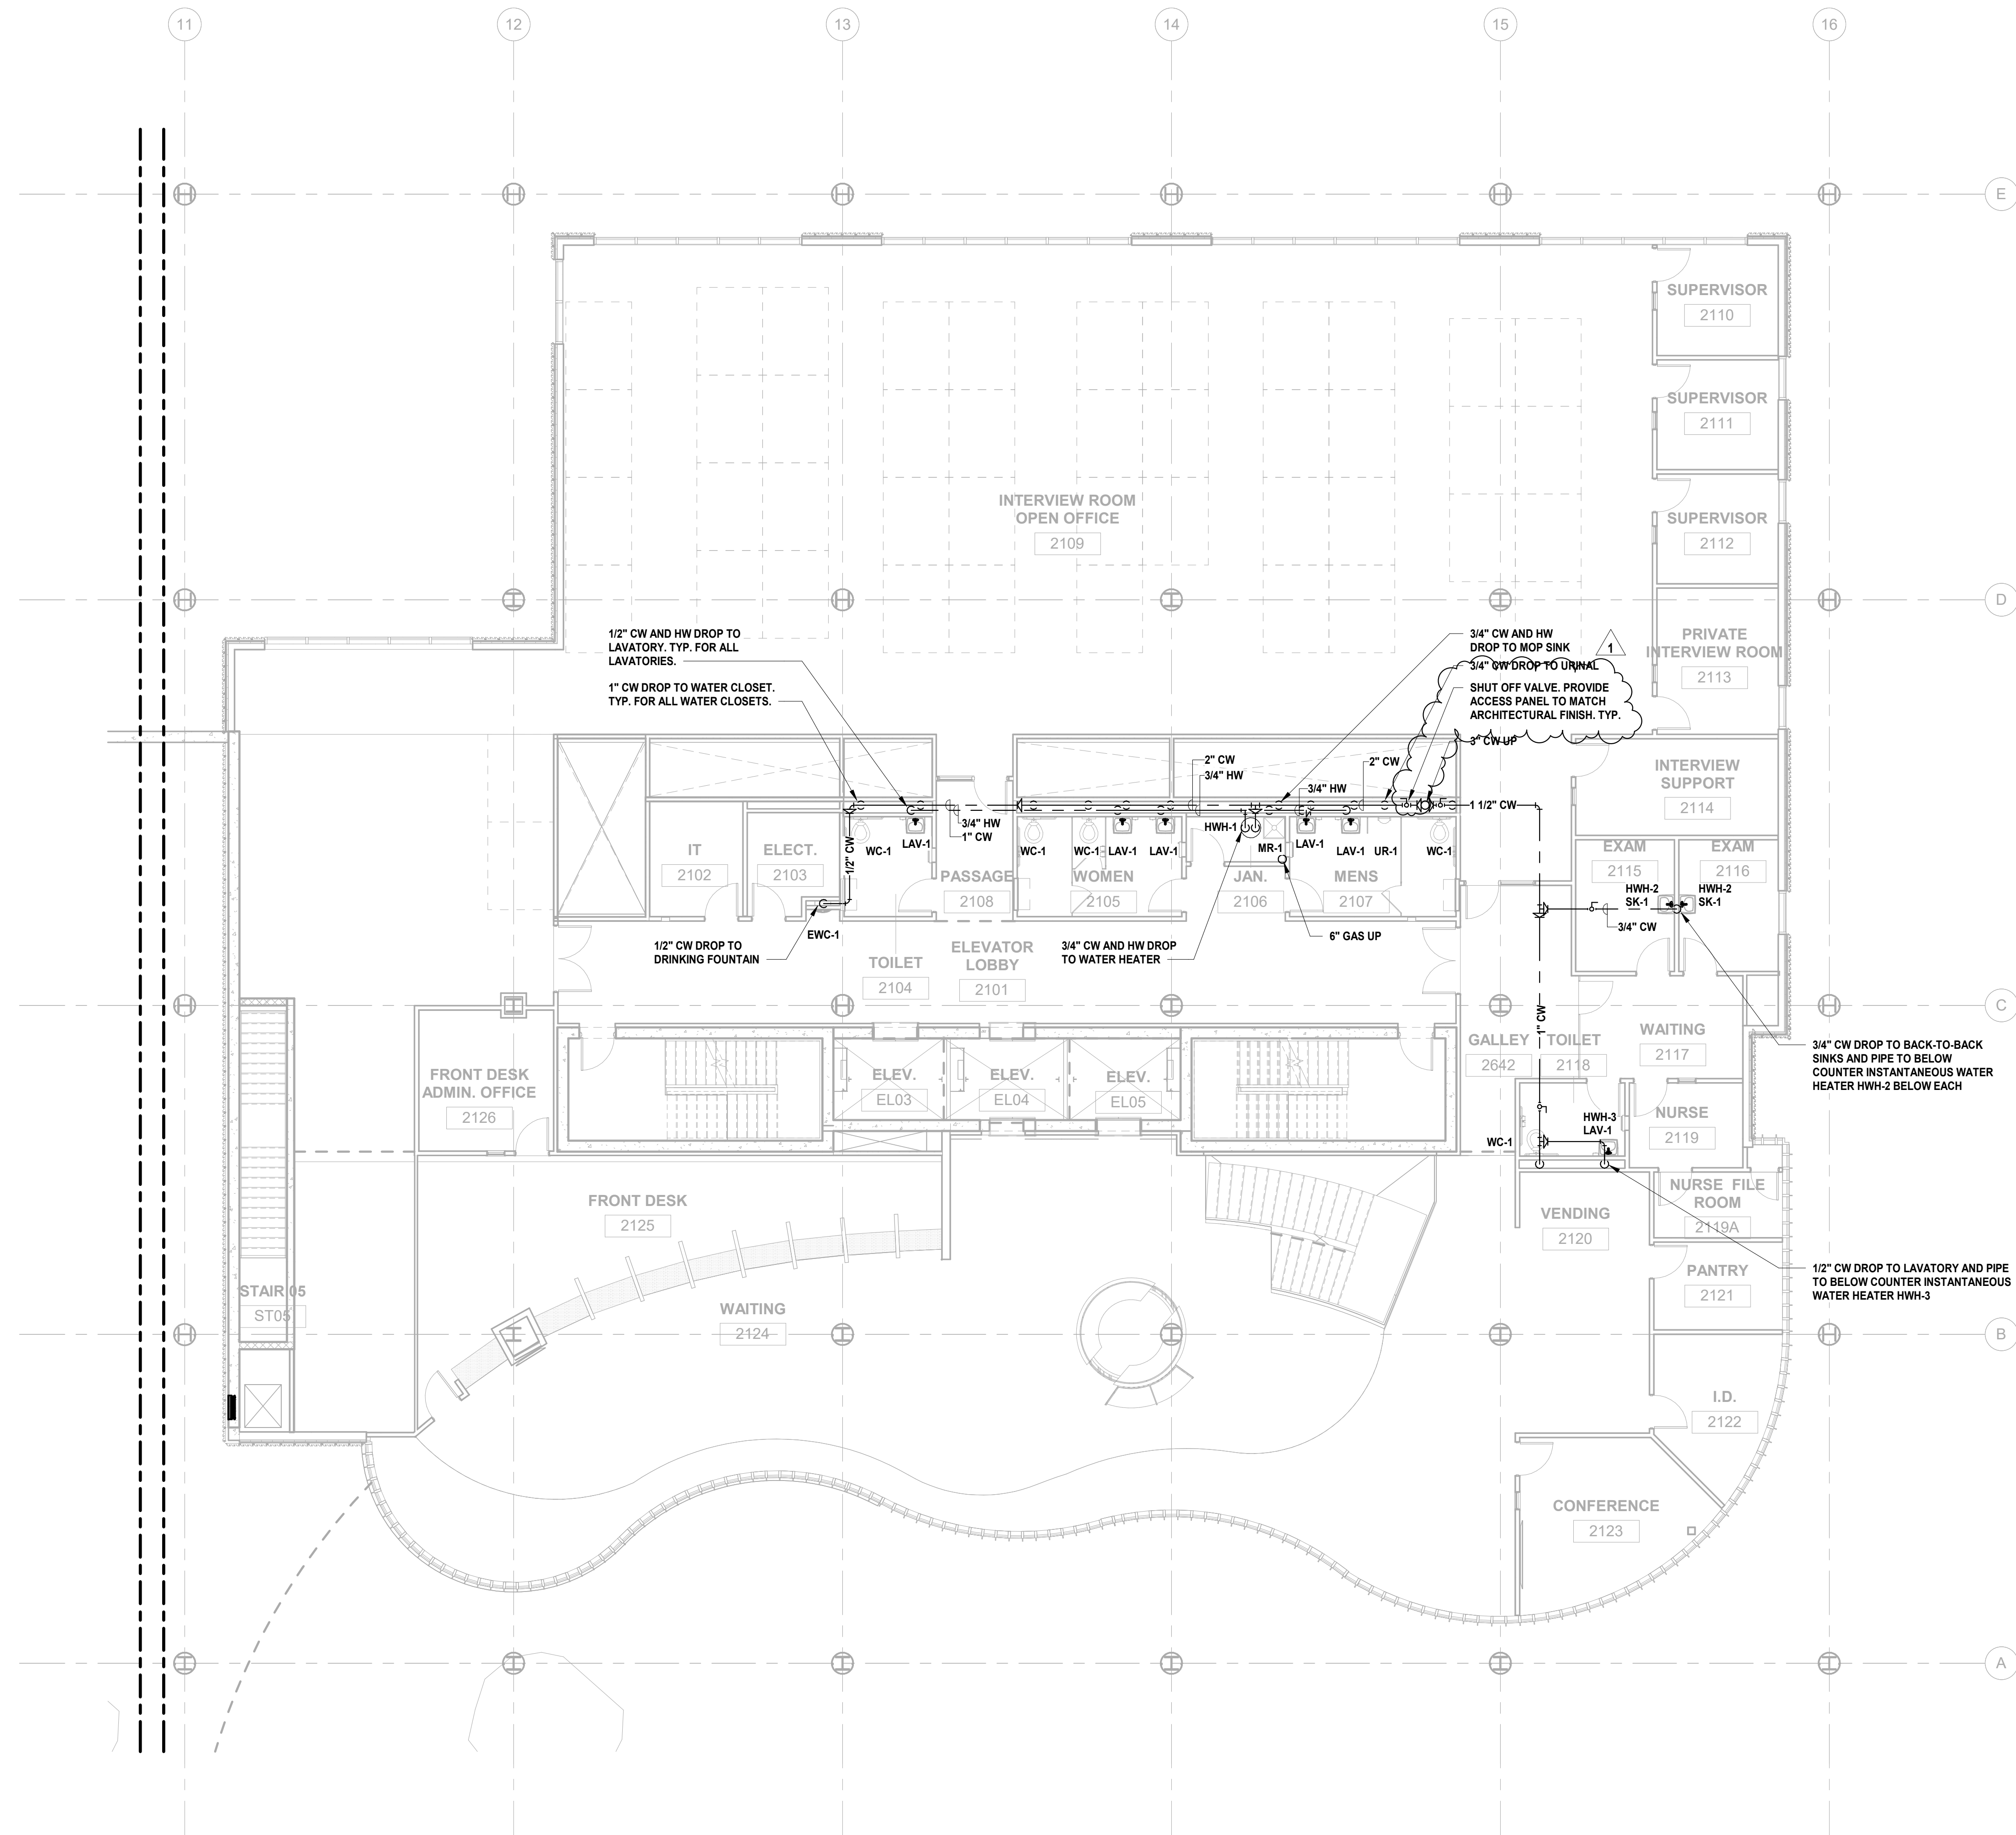 11
12
13
14
15
16
E
SUPERVISOR
2110
SUPERVISOR
2111
INTERVIEW ROOM
OPEN OFFICE
2109
SUPERVISOR
2112
D
1/2" CW AND HW DROP TO
LAVATORY. TYP. FOR ALL
LAVATORIES.
1" CW DROP TO WATER CLOSET.
TYP. FOR ALL WATER CLOSETS.
3/4" CW AND HW
DROP TO MOP SINK
1
3/4" CW DROP TO URINAL
SHUT OFF VALVE. PROVIDE
ACCESS PANEL TO MATCH
ARCHITECTURAL FINISH. TYP.
3" CW UP
PRIVATE
INTERVIEW ROOM
2113
INTERVIEW
SUPPORT
2114
2" CW
3/4" HW
3/4" HW
2" CW
1 1/2" CW
3/4" HW
1" CW
1/2" CW
HWH-1
WC-1
LAV-1
WC-1
WC-1
LAV-1
LAV-1
MR-1
LAV-1
LAV-1
UR-1
WC-1
IT
2102
ELECT.
2103
PASSAGE
2108
WOMEN
2105
JAN.
2106
MENS
2107
EXAM
2115
EXAM
2116
HWH-2
SK-1
HWH-2
SK-1
3/4" CW
EWC-1
1/2" CW DROP TO
DRINKING FOUNTAIN
TOILET
2104
ELEVATOR
LOBBY
2101
3/4" CW AND HW DROP
TO WATER HEATER
6" GAS UP
C
1" CW
GALLEY
2642
TOILET
2118
WAITING
2117
3/4" CW DROP TO BACK-TO-BACK
SINKS AND PIPE TO BELOW
COUNTER INSTANTANEOUS WATER
HEATER HWH-2 BELOW EACH
FRONT DESK
ADMIN. OFFICE
2126
ELEV.
EL03
ELEV.
EL04
ELEV.
EL05
HWH-3
LAV-1
WC-1
NURSE
2119
NURSE FILE
ROOM
2119A
FRONT DESK
2125
VENDING
2120
PANTRY
2121
1/2" CW DROP TO LAVATORY AND PIPE
TO BELOW COUNTER INSTANTANEOUS
WATER HEATER HWH-3
STAIR 05
ST05
WAITING
2124
B
I.D.
2122
CONFERENCE
2123
A